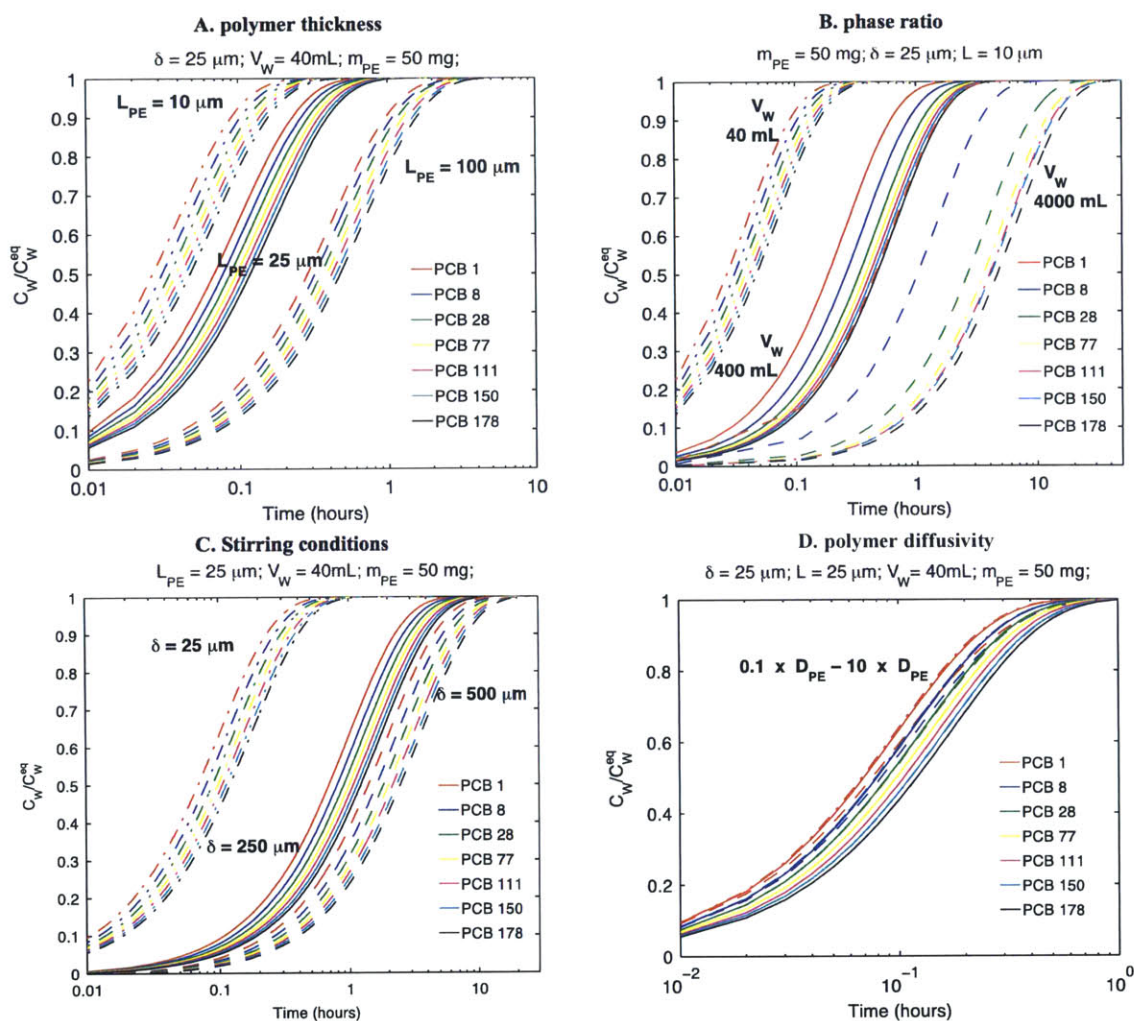 A. polymer thickness
δ = 25 μm; V_W = 40mL; m_PE = 50 mg;
1
0.9
0.8
0.7
0.6
0.5
0.4
0.3
0.2
0.1
0
C_W/C_W^eq
L_PE = 10 μm
L_PE = 100 μm
L_PE = 25 μm
PCB 1
PCB 8
PCB 28
PCB 77
PCB 111
PCB 150
PCB 178
0.01
0.1
1
10
Time (hours)
B. phase ratio
m_PE = 50 mg; δ = 25 μm; L = 10 μm
1
0.9
0.8
0.7
0.6
0.5
0.4
0.3
0.2
0.1
0
C_W/C_W^eq
V_W
40 mL
V_W
4000 mL
V_W
400 mL
PCB 1
PCB 8
PCB 28
PCB 77
PCB 111
PCB 150
PCB 178
0.01
0.1
1
10
Time (hours)
C. Stirring conditions
L_PE = 25 μm; V_W = 40mL; m_PE = 50 mg;
1
0.9
0.8
0.7
0.6
0.5
0.4
0.3
0.2
0.1
0
C_W/C_W^eq
δ = 25 μm
δ = 500 μm
δ = 250 μm
PCB 1
PCB 8
PCB 28
PCB 77
PCB 111
PCB 150
PCB 178
0.01
0.1
1
10
Time (hours)
D. polymer diffusivity
δ = 25 μm; L = 25 μm; V_W = 40mL; m_PE = 50 mg;
1
0.8
0.6
0.4
0.2
0
C_W/C_W^eq
0.1 x D_PE – 10 x D_PE
PCB 1
PCB 8
PCB 28
PCB 77
PCB 111
PCB 150
PCB 178
10^-2
10^-1
10^0
Time (hours)